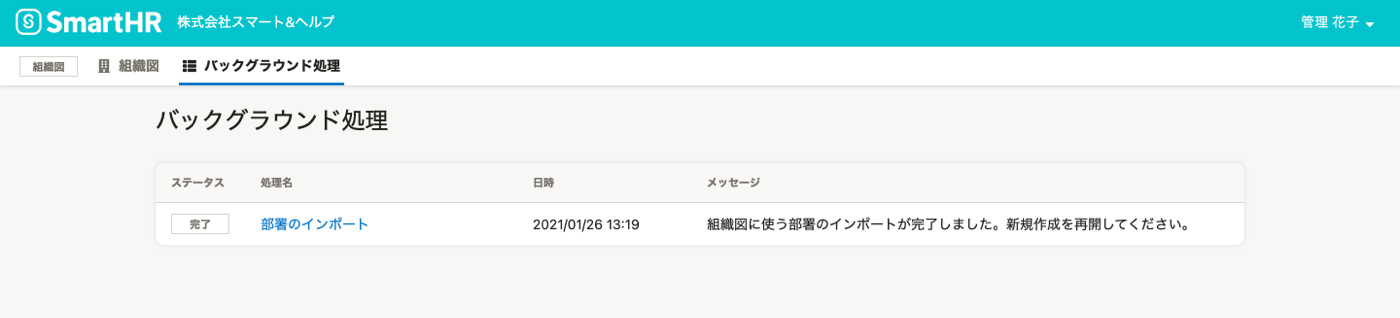 SmartHR 株式会社スマート&ヘルプ 管理 花子
組織図 組織図 バックグラウンド処理
バックグラウンド処理
ステータス 処理名 日時 メッセージ
完了 部署のインポート 2021/01/26 13:19 組織図に使う部署のインポートが完了しました。新規作成を再開してください。